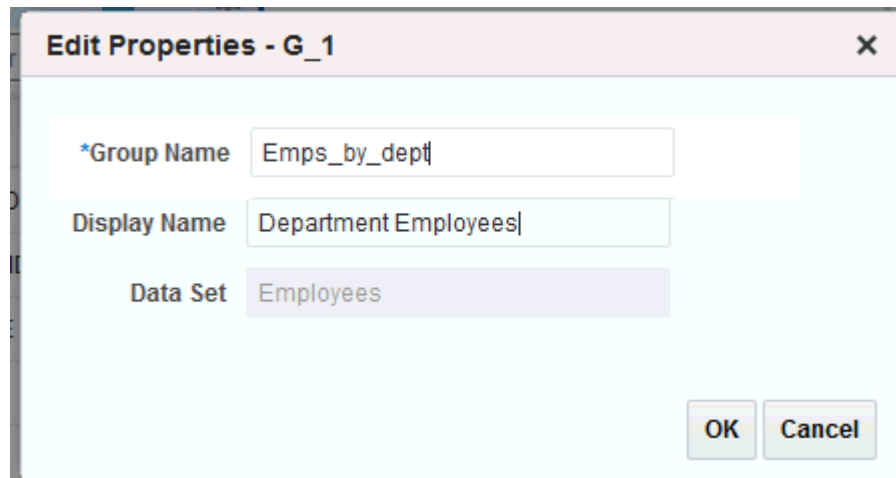 Edit Properties - G_1
*Group Name Emps_by_dept
Display Name Department Employees
Data Set Employees
OK Cancel